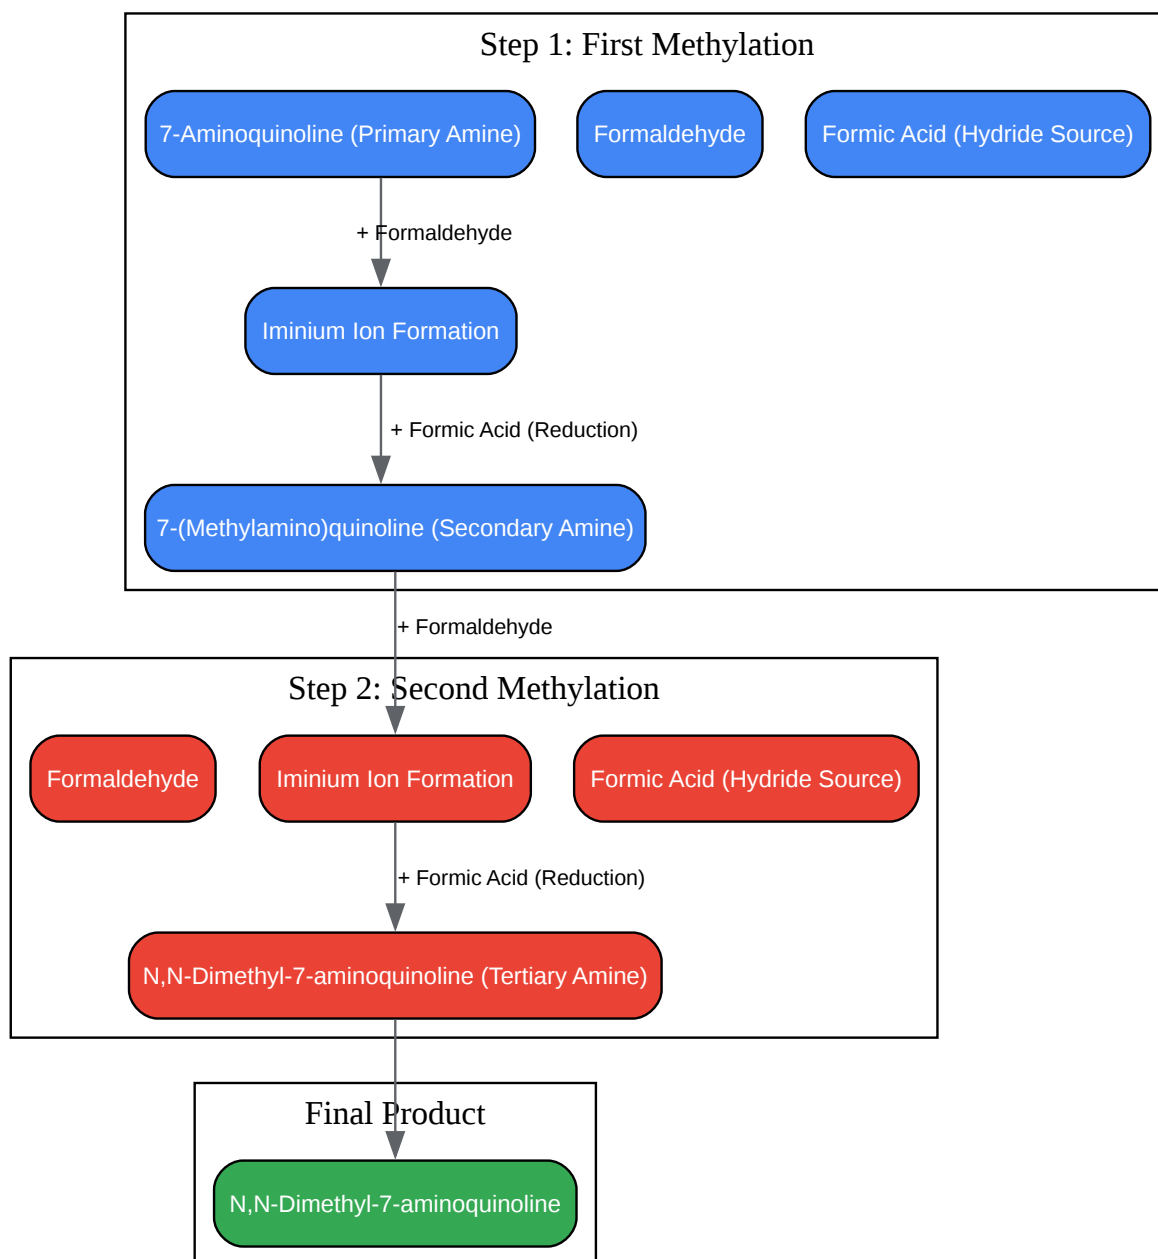 Step 1: First Methylation
7-Aminoquinoline (Primary Amine)
Formaldehyde
Formic Acid (Hydride Source)
+ Formaldehyde
Iminium Ion Formation
+ Formic Acid (Reduction)
7-(Methylamino)quinoline (Secondary Amine)
+ Formaldehyde
Step 2: Second Methylation
Formaldehyde
Iminium Ion Formation
Formic Acid (Hydride Source)
+ Formic Acid (Reduction)
N,N-Dimethyl-7-aminoquinoline (Tertiary Amine)
Final Product
N,N-Dimethyl-7-aminoquinoline